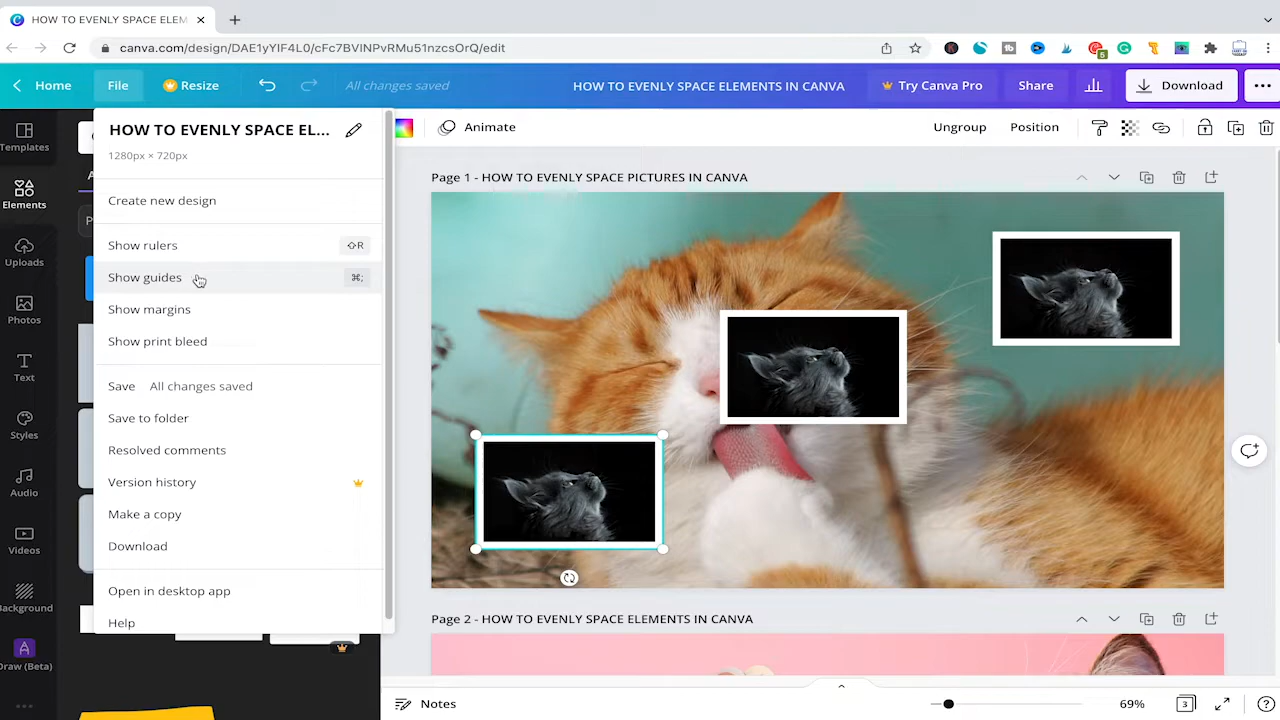 HOW TO EVENLY SPACE ELEM
canva.com/design/DAE1yYIF4L0/cFc7BVlNPvRMu51nzcsOrQ/edit
5
Home
File
Resize
All changes saved
HOW TO EVENLY SPACE ELEMENTS IN CANVA
Try Canva Pro
Share
Download
HOW TO EVENLY SPACE EL...
1280px × 720px
Animate
Ungroup
Position
Templates
Elements
Uploads
Photos
Text
Styles
Audio
Videos
Background
Draw (Beta)
Create new design
Show rulers ⇧R
Show guides ⌘;
Show margins
Show print bleed
Save All changes saved
Save to folder
Resolved comments
Version history
Make a copy
Download
Open in desktop app
Help
Page 1 - HOW TO EVENLY SPACE PICTURES IN CANVA
Page 2 - HOW TO EVENLY SPACE ELEMENTS IN CANVA
Notes
69%
3